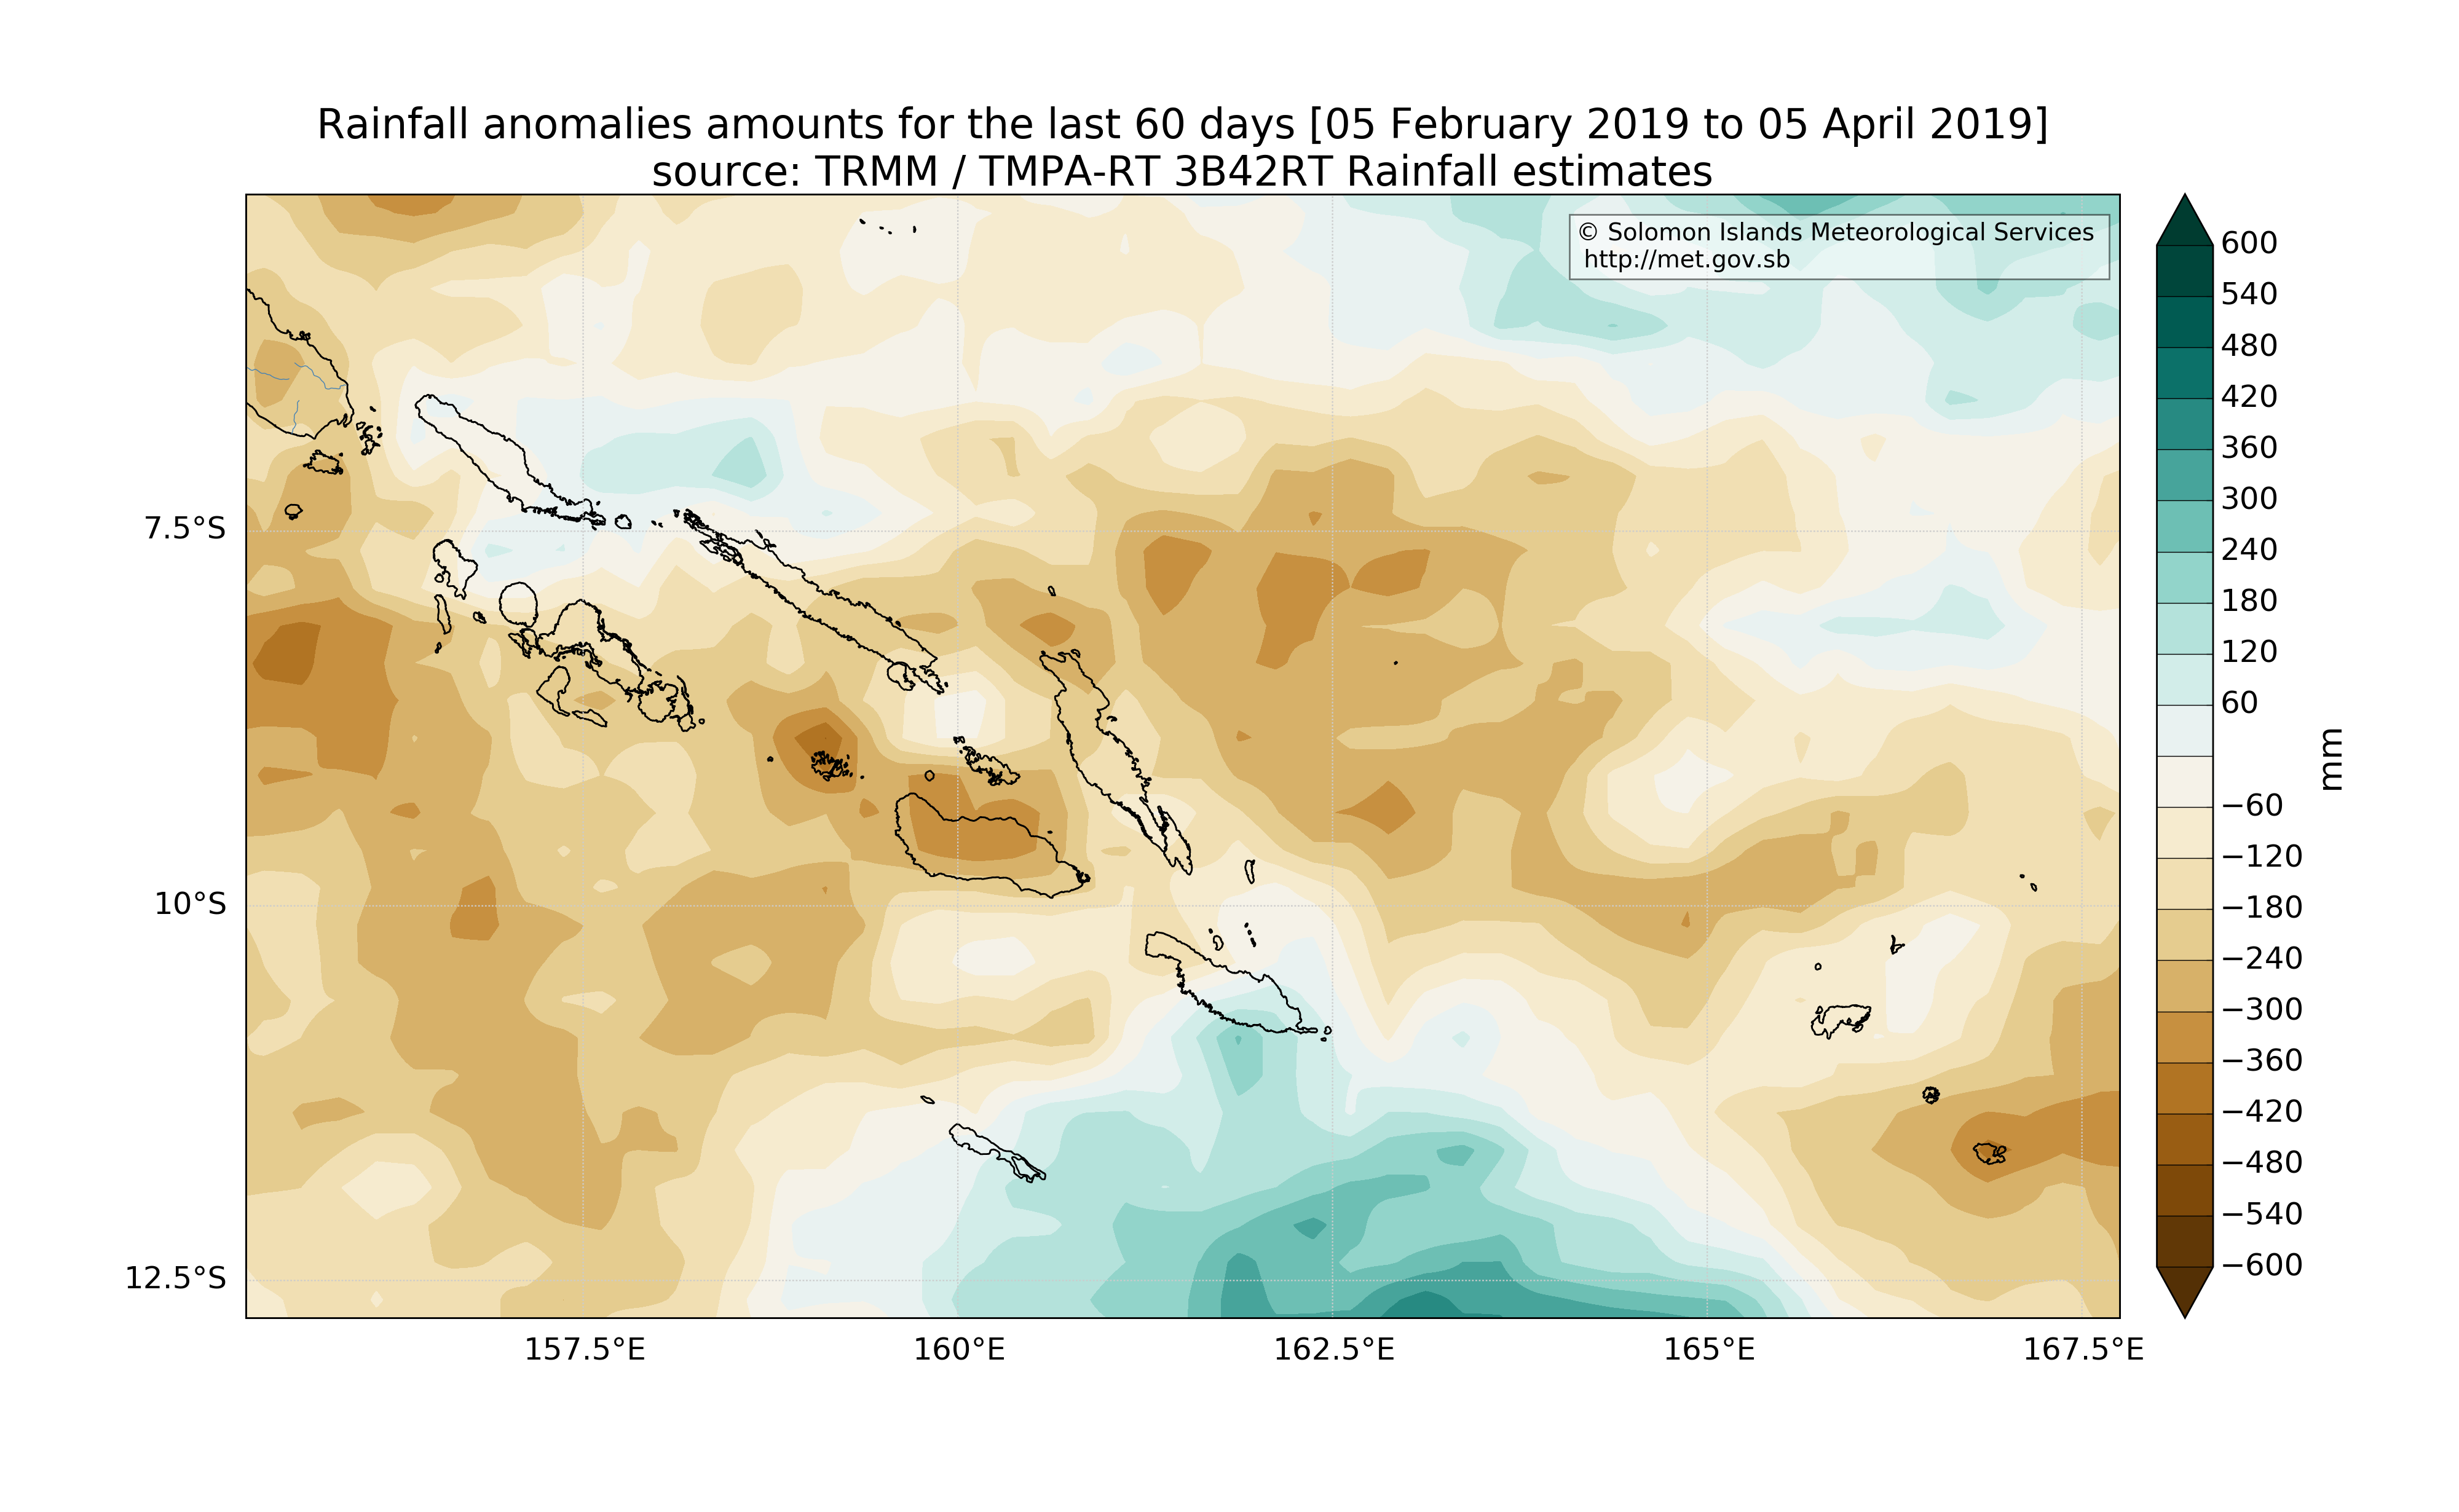 Rainfall anomalies amounts for the last 60 days [05 February 2019 to 05 April 2019]
source: TRMM / TMPA-RT 3B42RT Rainfall estimates
© Solomon Islands Meteorological Services
http://met.gov.sb
7.5°S
10°S
12.5°S
157.5°E
160°E
162.5°E
165°E
167.5°E
600
540
480
420
360
300
240
180
120
60
−60
−120
−180
−240
−300
−360
−420
−480
−540
−600
mm